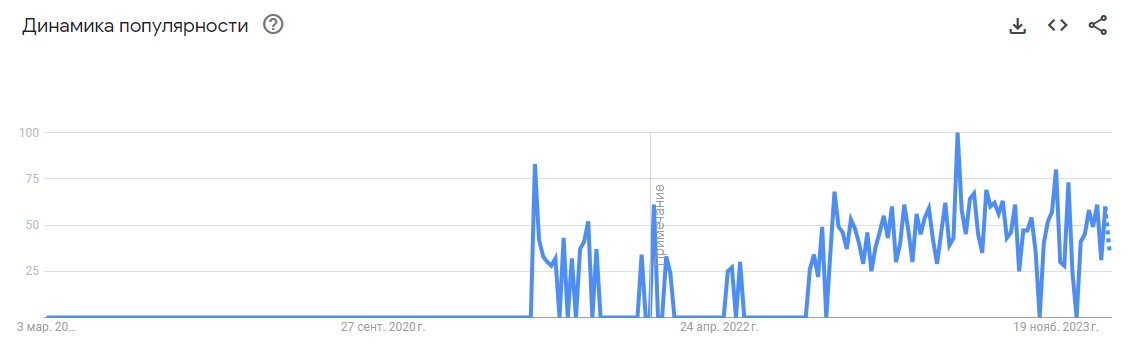 Динамика популярности
100
75
50
25
Примечание
3 мар. 20...
27 сент. 2020 г.
24 апр. 2022 г.
19 нояб. 2023 г.